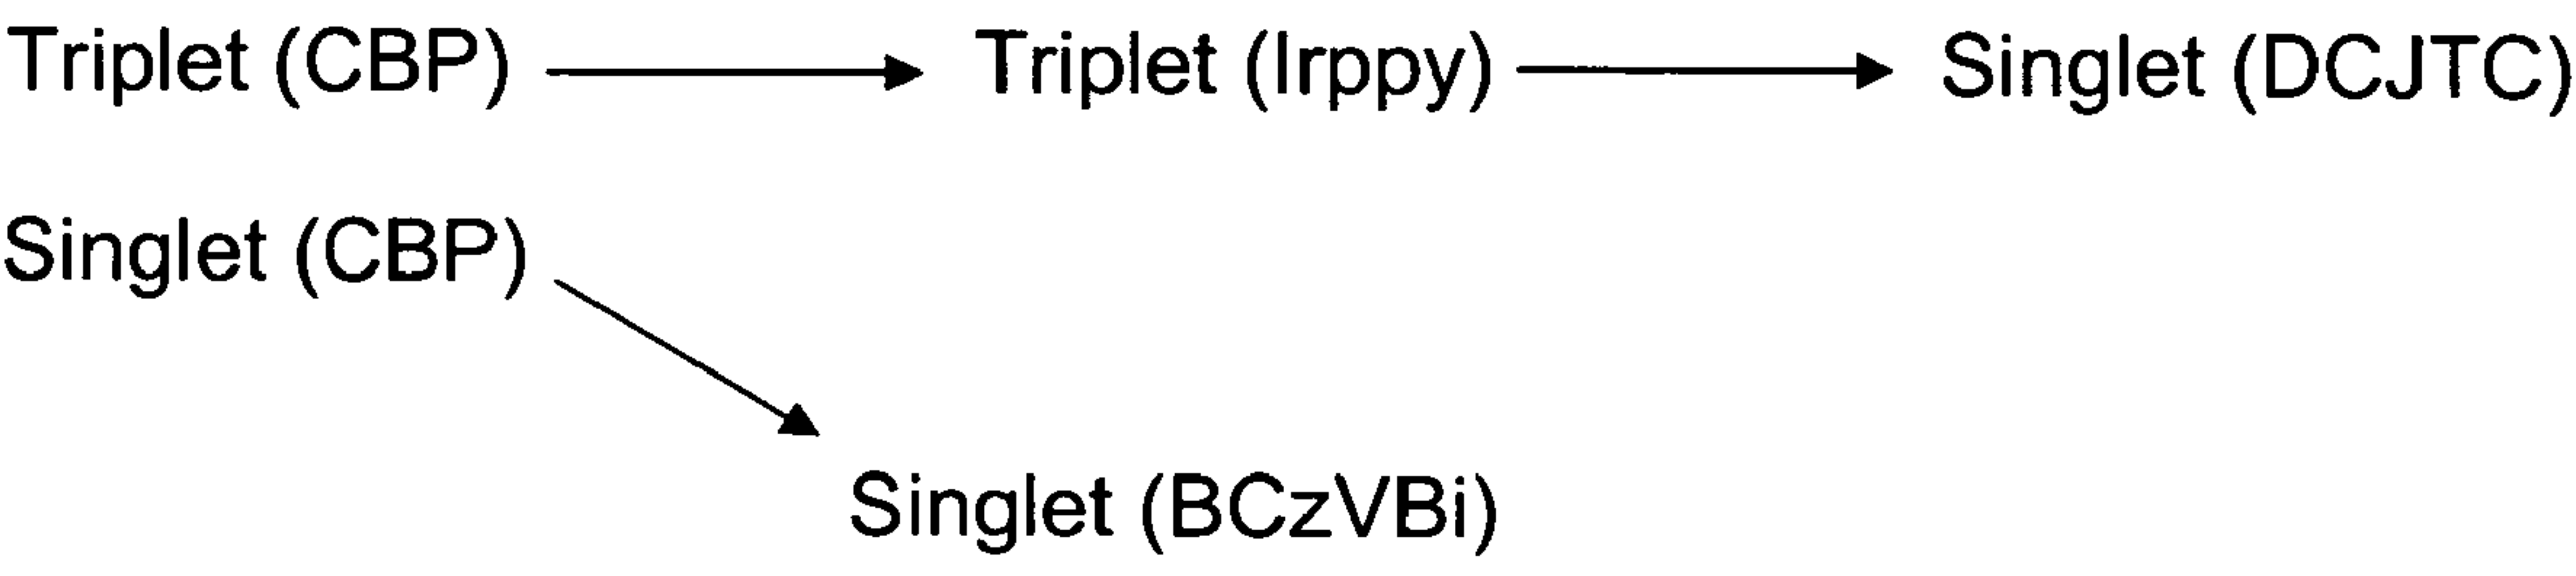 Triplet (CBP) Triplet (Irppy) Singlet (DCJTC)
Singlet (CBP)
Singlet (BCzVBi)